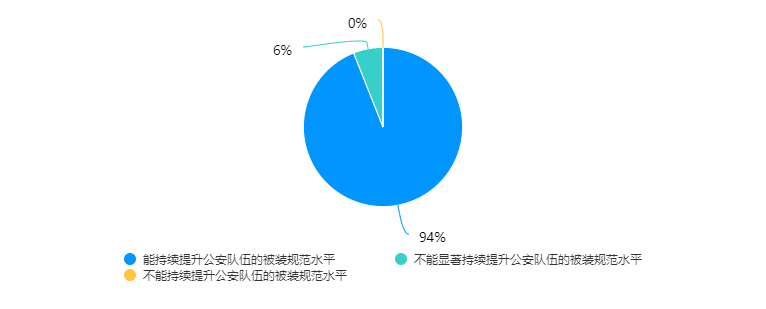 0%
6%
94%
能持续提升公安队伍的被装规范水平
不能显著持续提升公安队伍的被装规范水平
不能持续提升公安队伍的被装规范水平